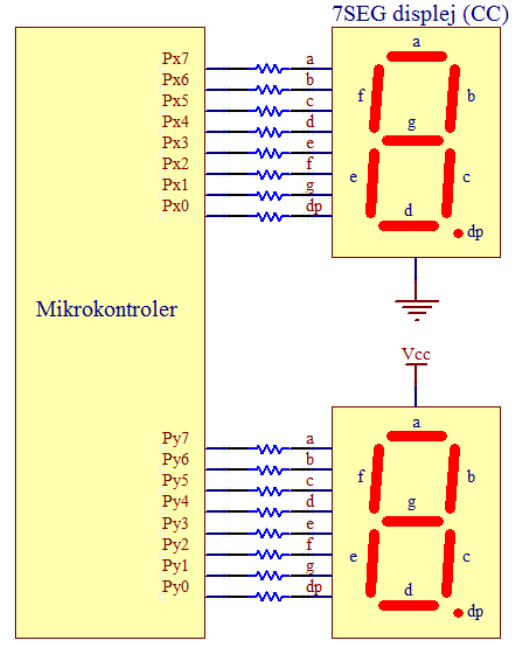 7SEG displej (CC)
Px7 a
Px6 b
Px5 c
Px4 d
Px3 e
Px2 f
Px1 g
Px0 dp
a
f b
g
e c
d
dp
Mikrokontroler
Vcc
Py7 a
Py6 b
Py5 c
Py4 d
Py3 e
Py2 f
Py1 g
Py0 dp
a
f b
g
e c
d
dp